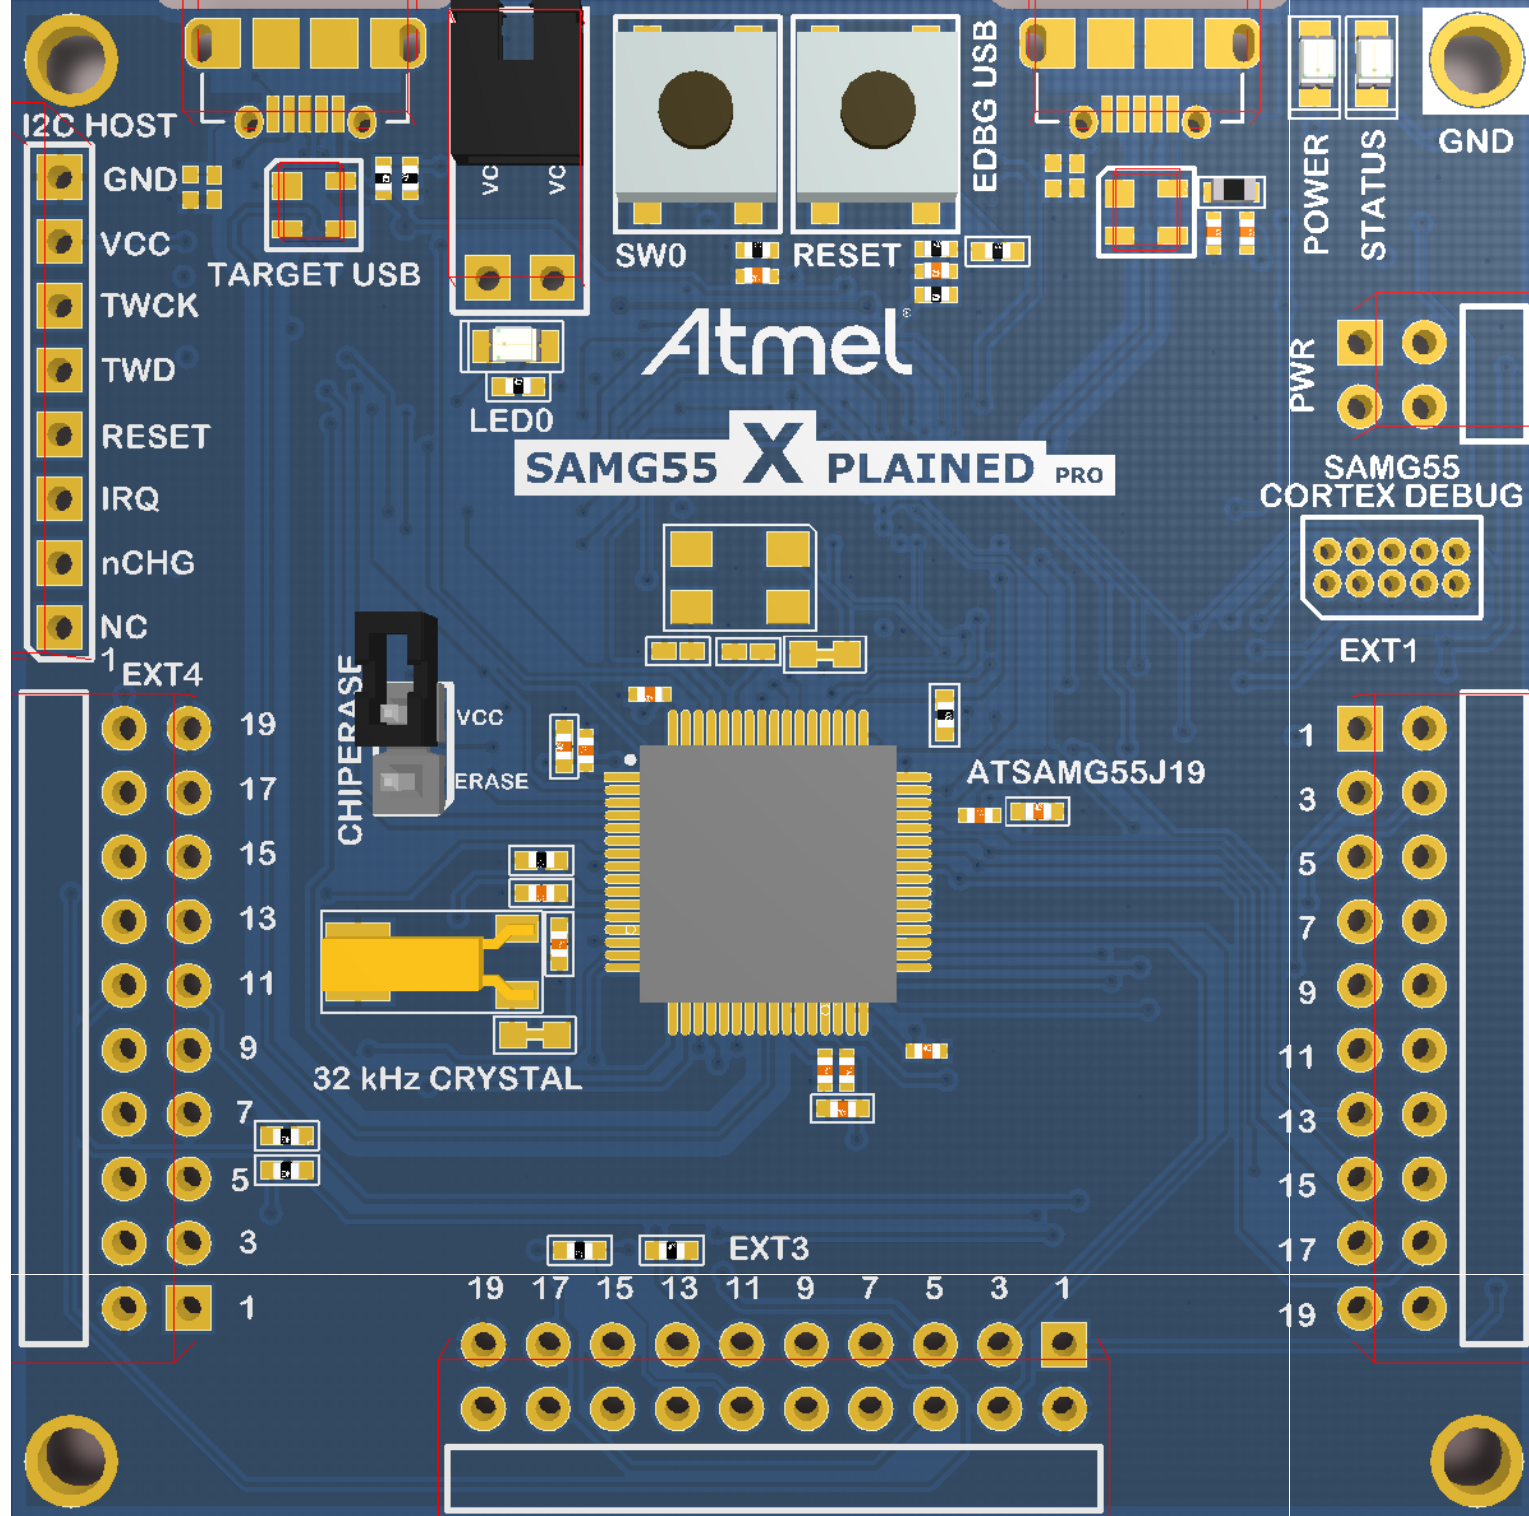 I2C HOST
GND
VCC
TWCK
TWD
RESET
IRQ
nCHG
NC
1
TARGET USB
VC
VC
SW0
RESET
EDBG USB
POWER
STATUS
GND
LED0
Atmel®
SAMG55 X PLAINED PRO
PWR
SAMG55
CORTEX DEBUG
EXT1
1
3
5
7
9
11
13
15
17
19
EXT4
19
17
15
13
11
9
7
5
3
1
CHIPERASE
VCC
ERASE
ATSAMG55J19
32 kHz CRYSTAL
EXT3
19 17 15 13 11 9 7 5 3 1